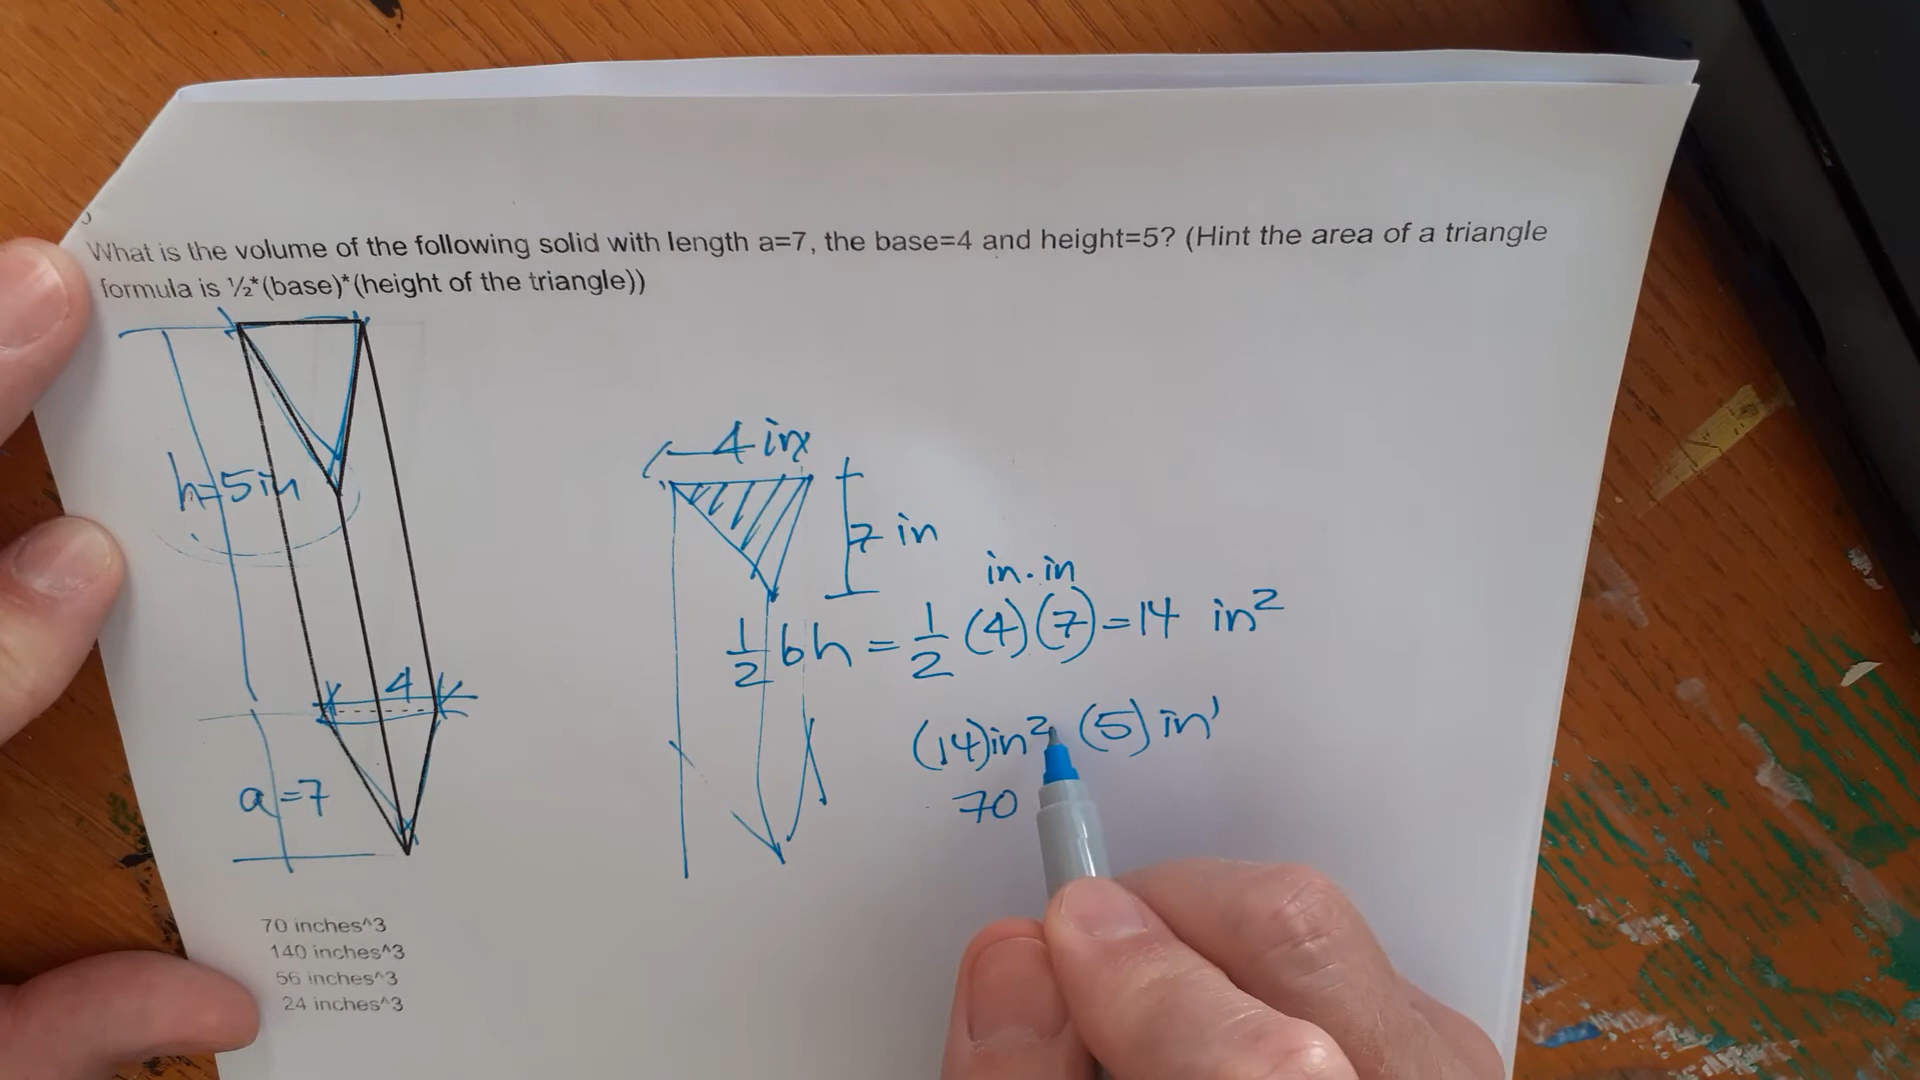 What is the volume of the following solid with length a=7, the base=4 and height=5? (Hint the area of a triangle
formula is ½*(base)*(height of the triangle))
h=5in
4
a=7
4 in
7 in
in. in
1/2 bh = 1/2 (4)(7)=14 in²
(14)in² (5) in'
70
70 inches^3
140 inches^3
56 inches^3
24 inches^3